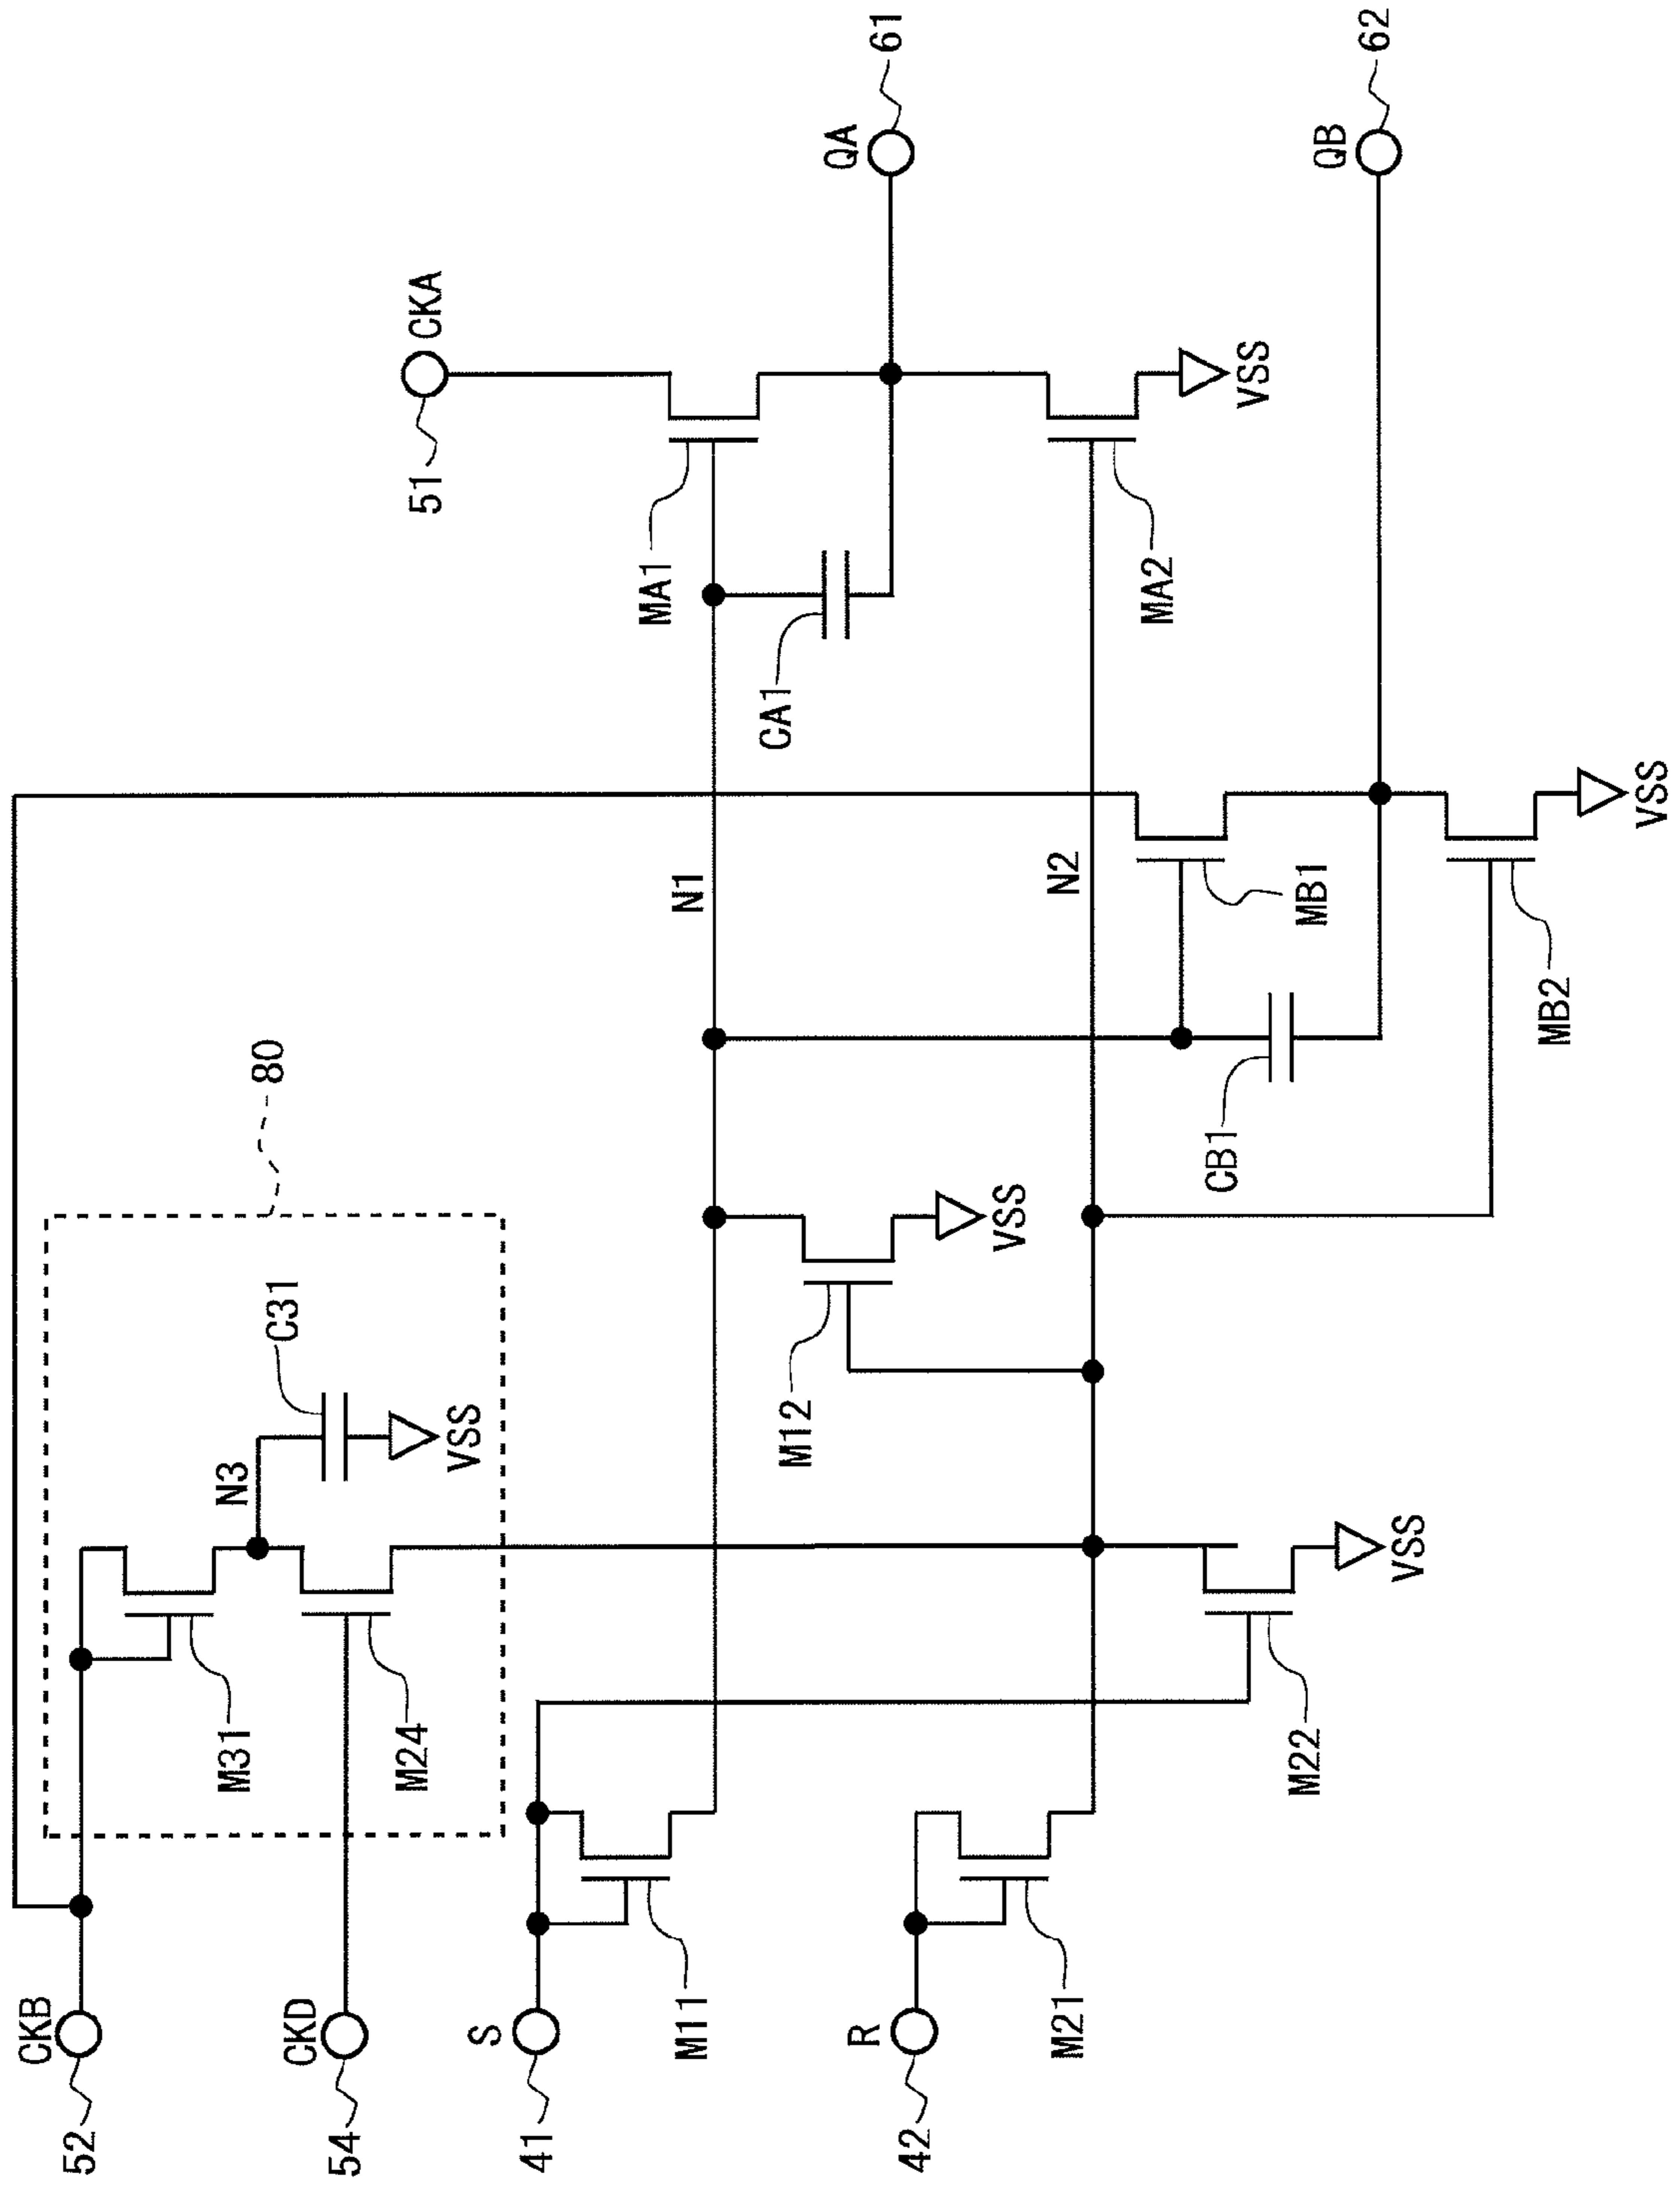 52
CKB
54
CKD
41
S
42
R
M31
M24
N3
C31
VSS
80
M11
M21
M22
VSS
M12
VSS
N1
N2
CB1
MB1
MB2
VSS
CA1
MA1
MA2
VSS
51
CKA
QA
61
QB
62